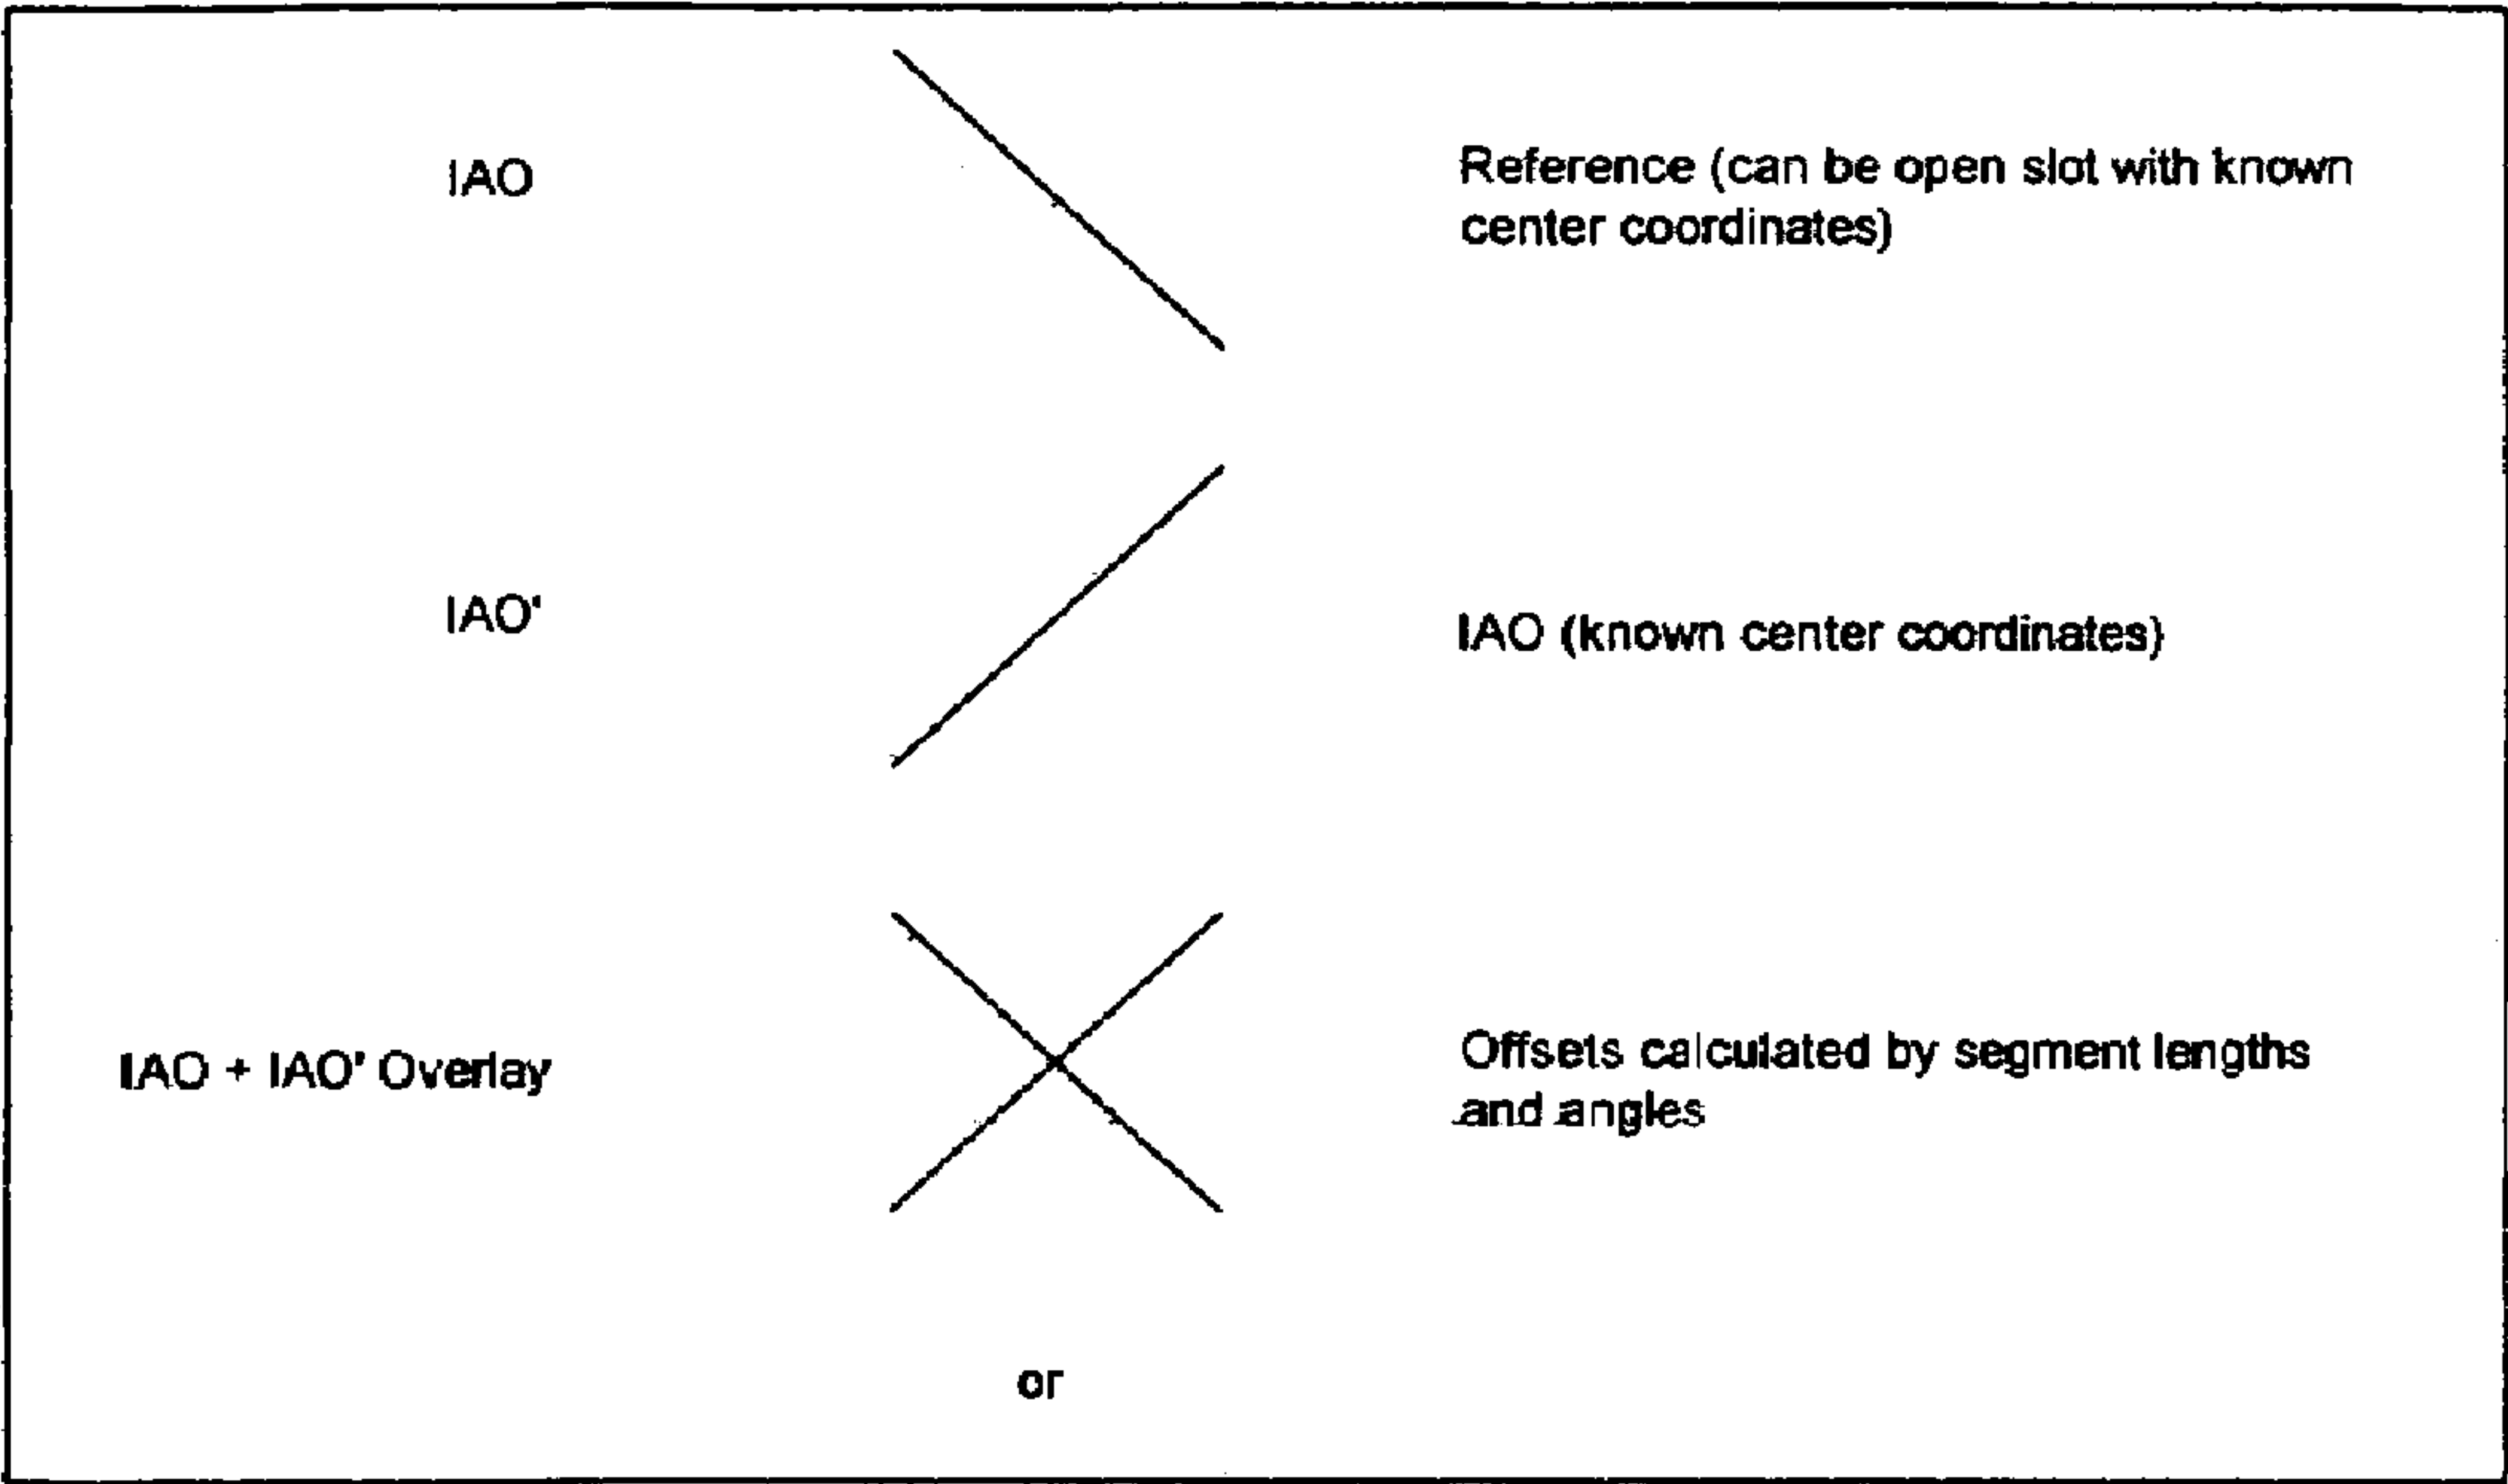 IAO
Reference (can be open slot with known
center coordinates)
IAO'
IAO (known center coordinates)
IAO + IAO' Overlay
Offsets calculated by segment lengths
and angles
or